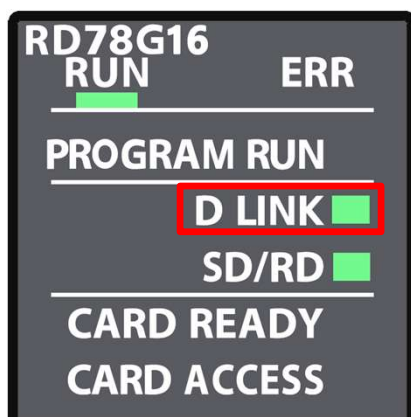 RD78G16
RUN ERR
PROGRAM RUN
D LINK
SD/RD
CARD READY
CARD ACCESS